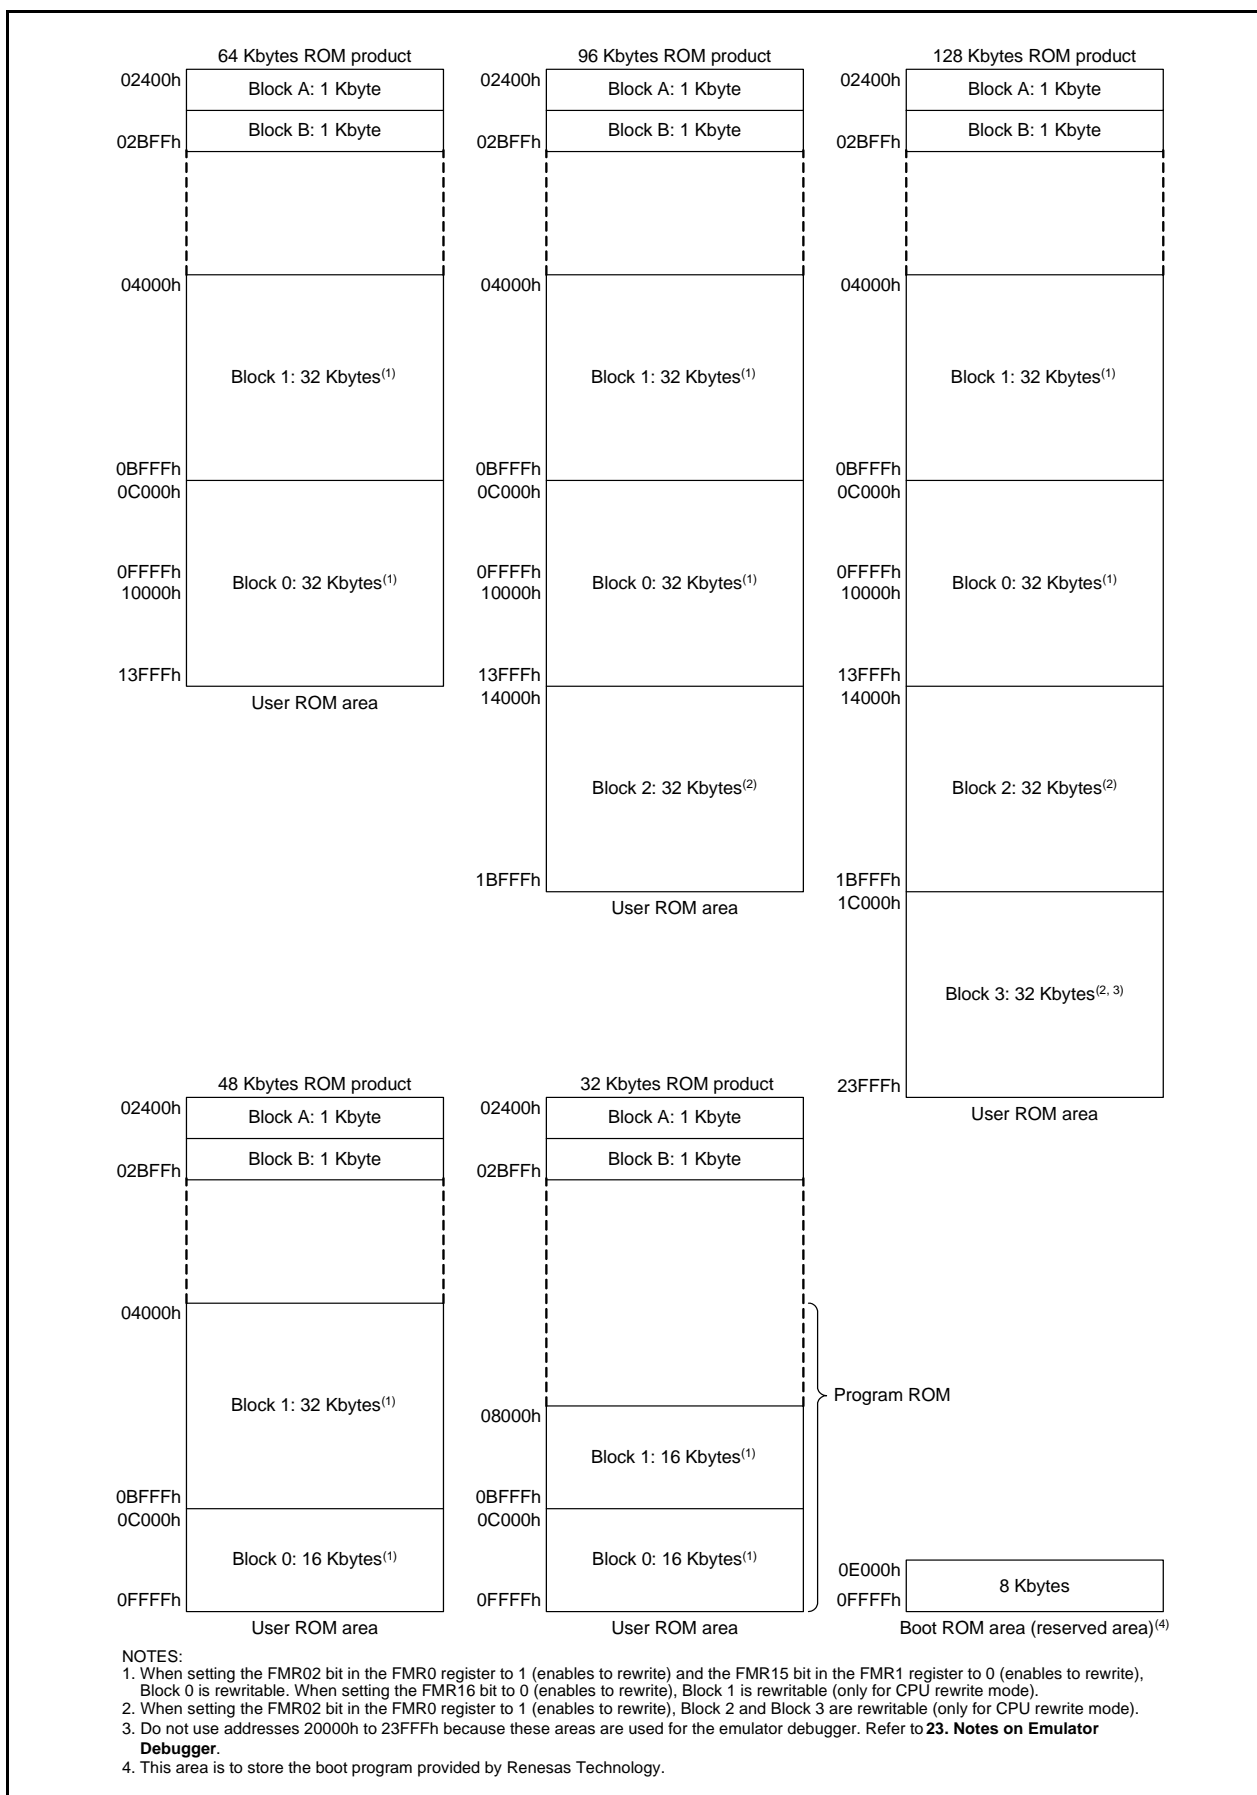 64 Kbytes ROM product
02400h
Block A: 1 Kbyte
Block B: 1 Kbyte
02BFFh
04000h
Block 1: 32 Kbytes(1)
0BFFFh
0C000h
0FFFFh
Block 0: 32 Kbytes(1)
10000h
13FFFh
User ROM area
96 Kbytes ROM product
02400h
Block A: 1 Kbyte
Block B: 1 Kbyte
02BFFh
04000h
Block 1: 32 Kbytes(1)
0BFFFh
0C000h
0FFFFh
Block 0: 32 Kbytes(1)
10000h
13FFFh
14000h
Block 2: 32 Kbytes(2)
1BFFFh
User ROM area
128 Kbytes ROM product
02400h
Block A: 1 Kbyte
Block B: 1 Kbyte
02BFFh
04000h
Block 1: 32 Kbytes(1)
0BFFFh
0C000h
0FFFFh
Block 0: 32 Kbytes(1)
10000h
13FFFh
14000h
Block 2: 32 Kbytes(2)
1BFFFh
1C000h
Block 3: 32 Kbytes(2, 3)
23FFFh
User ROM area
48 Kbytes ROM product
02400h
Block A: 1 Kbyte
Block B: 1 Kbyte
02BFFh
04000h
Block 1: 32 Kbytes(1)
0BFFFh
0C000h
Block 0: 16 Kbytes(1)
0FFFFh
User ROM area
32 Kbytes ROM product
02400h
Block A: 1 Kbyte
Block B: 1 Kbyte
02BFFh
Program ROM
08000h
Block 1: 16 Kbytes(1)
0BFFFh
0C000h
Block 0: 16 Kbytes(1)
0FFFFh
User ROM area
0E000h
8 Kbytes
0FFFFh
Boot ROM area (reserved area)(4)
NOTES:
1. When setting the FMR02 bit in the FMR0 register to 1 (enables to rewrite) and the FMR15 bit in the FMR1 register to 0 (enables to rewrite),
Block 0 is rewritable. When setting the FMR16 bit to 0 (enables to rewrite), Block 1 is rewritable (only for CPU rewrite mode).
2. When setting the FMR02 bit in the FMR0 register to 1 (enables to rewrite), Block 2 and Block 3 are rewritable (only for CPU rewrite mode).
3. Do not use addresses 20000h to 23FFFh because these areas are used for the emulator debugger. Refer to 23. Notes on Emulator
Debugger.
4. This area is to store the boot program provided by Renesas Technology.